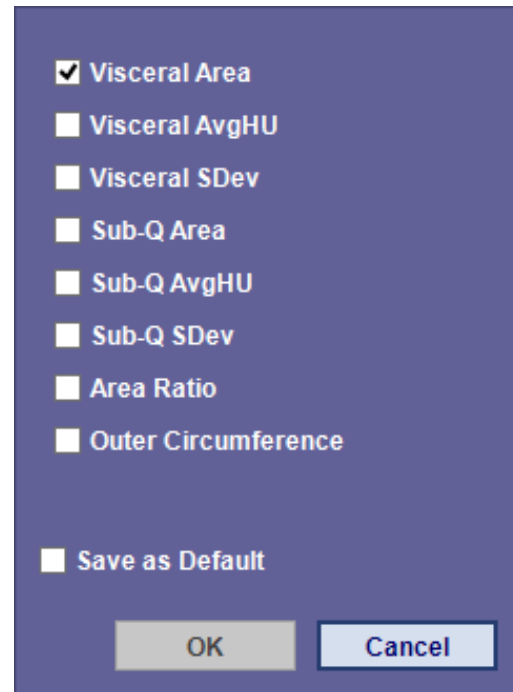 Visceral Area
Visceral AvgHU
Visceral SDev
Sub-Q Area
Sub-Q AvgHU
Sub-Q SDev
Area Ratio
Outer Circumference
Save as Default
OK Cancel